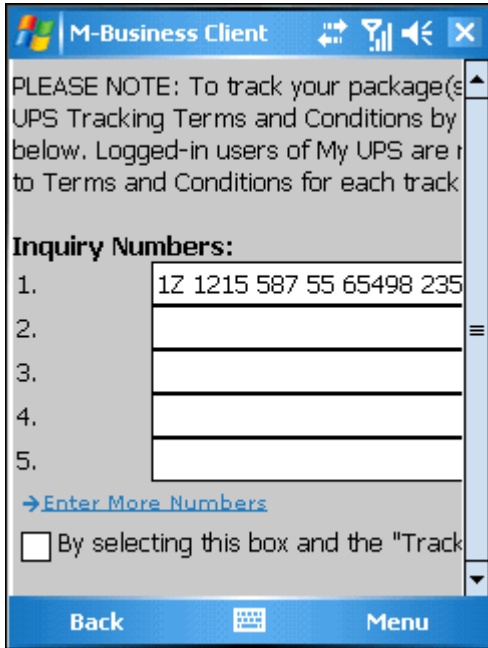 M-Business Client
PLEASE NOTE: To track your package(s
UPS Tracking Terms and Conditions by
below. Logged-in users of My UPS are r
to Terms and Conditions for each track
Inquiry Numbers:
1. 1Z 1215 587 55 65498 235
2.
3.
4.
5.
→Enter More Numbers
By selecting this box and the "Track
Back Menu